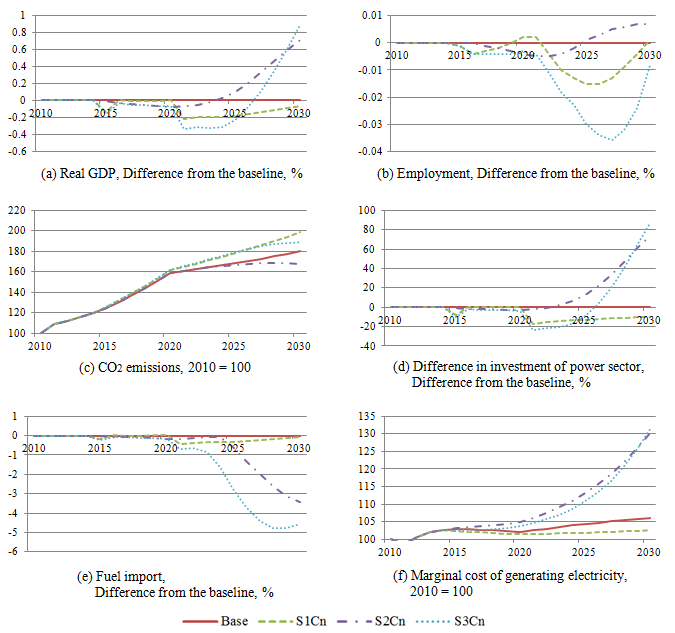 1
0.8
0.6
0.4
0.2
0
-0.2
-0.4
-0.6
2010 2015 2020 2025 2030
(a) Real GDP, Difference from the baseline, %
0.01
0
-0.01
-0.02
-0.03
-0.04
2010 2015 2020 2025 2030
(b) Employment, Difference from the baseline, %
220
200
180
160
140
120
100
2010 2015 2020 2025 2030
(c) CO2 emissions, 2010 = 100
100
80
60
40
20
0
-20
-40
2010 2015 2020 2025 2030
(d) Difference in investment of power sector,
Difference from the baseline, %
1
0
-1
-2
-3
-4
-5
-6
2010 2015 2020 2025 2030
(e) Fuel import,
Difference from the baseline, %
135
130
125
120
115
110
105
100
2010 2015 2020 2025 2030
(f) Marginal cost of generating electricity,
2010 = 100
Base S1Cn S2Cn S3Cn